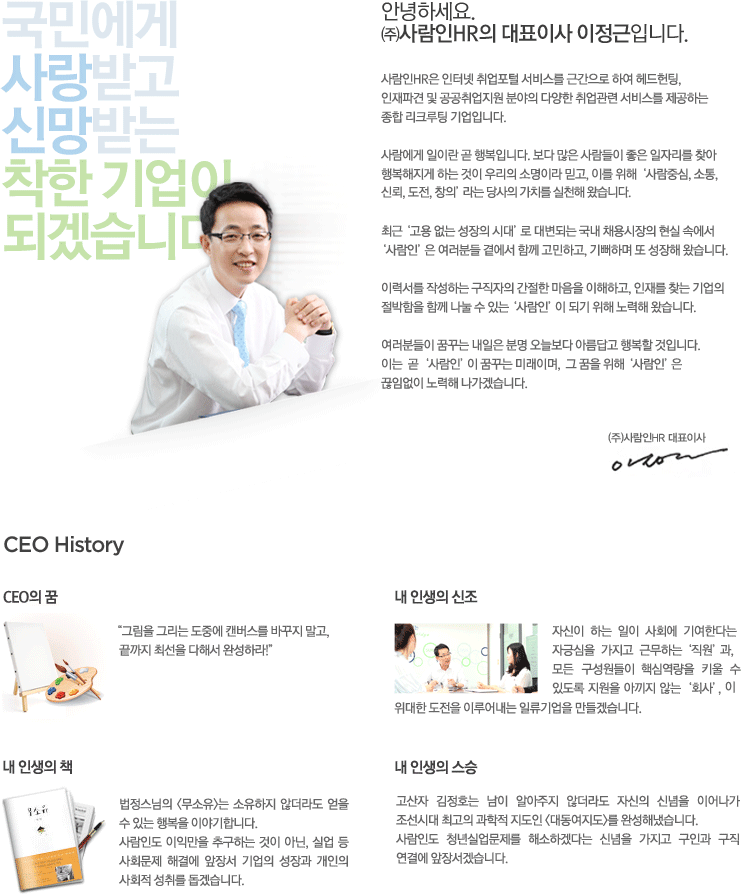 국민에게
사랑받고
신망받는
착한 기업이
되겠습니다
안녕하세요.
㈜사람인HR의 대표이사 이정근입니다.
사람인HR은 인터넷 취업포털 서비스를 근간으로 하여 헤드헌팅,
인재파견 및 공공취업지원 분야의 다양한 취업관련 서비스를 제공하는
종합 리크루팅 기업입니다.
사람에게 일이란 곧 행복입니다. 보다 많은 사람들이 좋은 일자리를 찾아
행복해지게 하는 것이 우리의 소명이라 믿고, 이를 위해 '사람중심, 소통,
신뢰, 도전, 창의' 라는 당사의 가치를 실천해 왔습니다.
최근 '고용 없는 성장의 시대' 로 대변되는 국내 채용시장의 현실 속에서
'사람인' 은 여러분들 곁에서 함께 고민하고, 기뻐하며 또 성장해 왔습니다.
이력서를 작성하는 구직자의 간절한 마음을 이해하고, 인재를 찾는 기업의
절박함을 함께 나눌 수 있는 '사람인' 이 되기 위해 노력해 왔습니다.
여러분들이 꿈꾸는 내일은 분명 오늘보다 아름답고 행복할 것입니다.
이는 곧 '사람인' 이 꿈꾸는 미래이며, 그 꿈을 위해 '사람인' 은
끊임없이 노력해 나가겠습니다.
(주)사람인HR 대표이사
CEO History
CEO의 꿈
"그림을 그리는 도중에 캔버스를 바꾸지 말고,
끝까지 최선을 다해서 완성하라!"
내 인생의 신조
자신이 하는 일이 사회에 기여한다는
자긍심을 가지고 근무하는 '직원' 과,
모든 구성원들이 핵심역량을 키울 수
있도록 지원을 아끼지 않는 '회사' , 이
위대한 도전을 이루어내는 일류기업을 만들겠습니다.
내 인생의 책
무소유
법정스님의 〈무소유〉는 소유하지 않더라도 얻을
수 있는 행복을 이야기합니다.
사람인도 이익만을 추구하는 것이 아닌, 실업 등
사회문제 해결에 앞장서 기업의 성장과 개인의
사회적 성취를 돕겠습니다.
내 인생의 스승
고산자 김정호는 남이 알아주지 않더라도 자신의 신념을 이어나가
조선시대 최고의 과학적 지도인 〈대동여지도〉를 완성해냈습니다.
사람인도 청년실업문제를 해소하겠다는 신념을 가지고 구인과 구직
연결에 앞장서겠습니다.